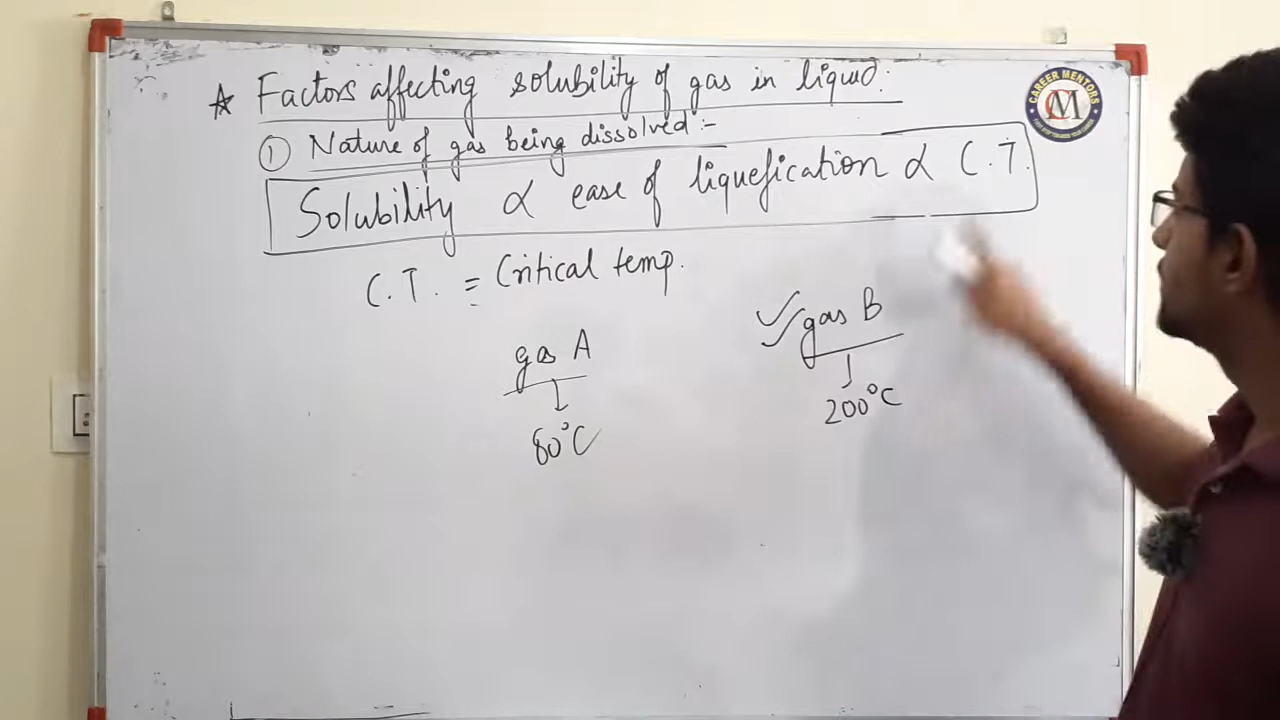 ☆ Factors affecting solubility of gas in liquid:
① Nature of gas being dissolved :-
Solubility ∝ ease of liquefication ∝ C.T.
C.T. = Critical temp.
gas A
80°C
gas B
200°C
CAREER MENTORS
CM